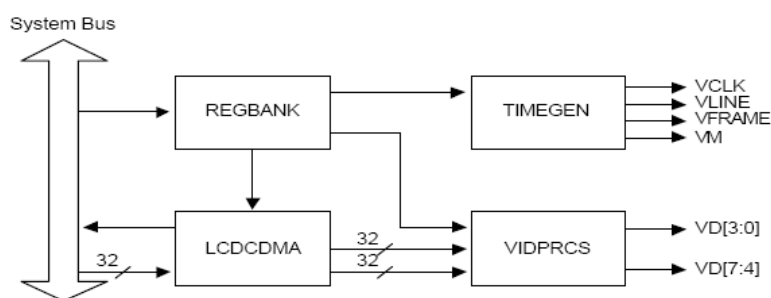 System Bus
REGBANK
TIMEGEN
VCLK
VLINE
VFRAME
VM
32
LCDCDMA
32
32
VIDPRCS
VD[3:0]
VD[7:4]